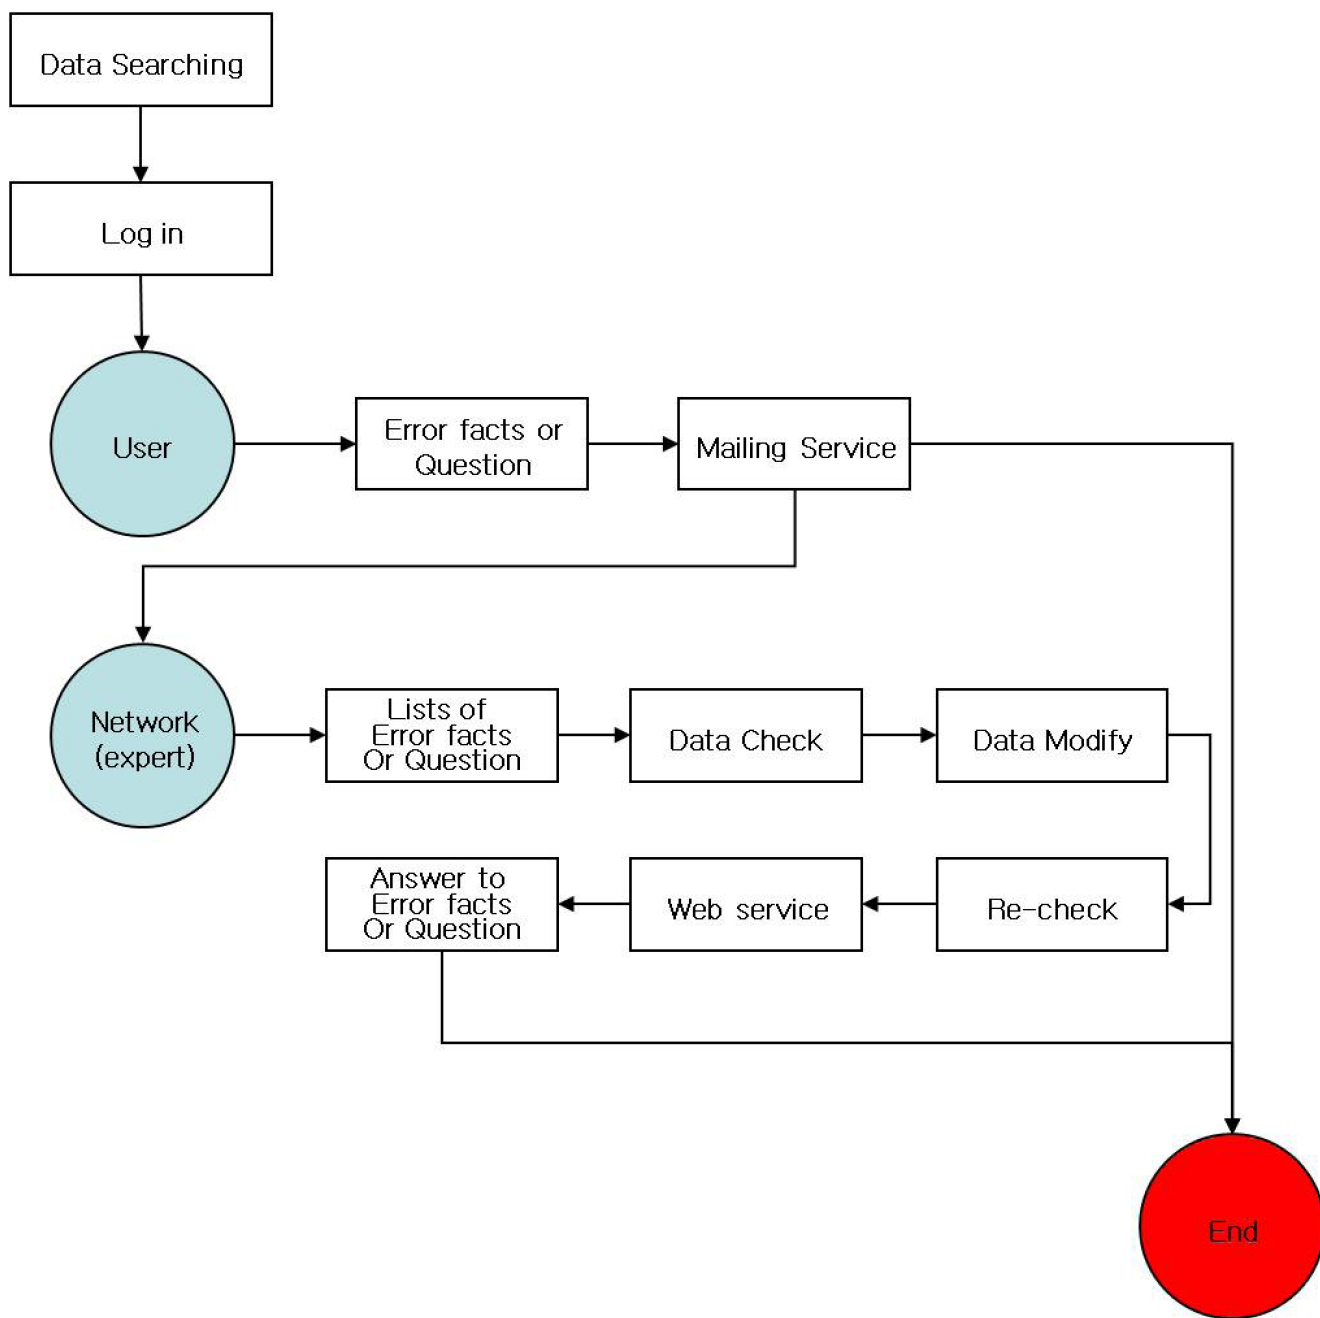 Data Searching
Log in
User
Error facts or
Question
Mailing Service
Network
(expert)
Lists of
Error facts
Or Question
Data Check
Data Modify
Answer to
Error facts
Or Question
Web service
Re-check
End